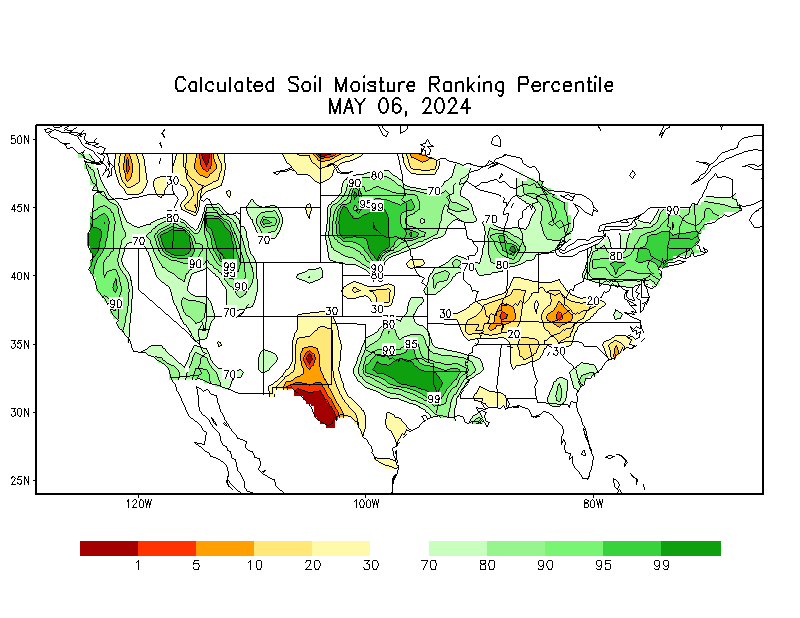 Calculated Soil Moisture Ranking Percentile
MAY 06, 2024
50N
45N
40N
35N
30N
25N
120W 100W 80W
30 80 90 70 95 99 70 90
80 70 70 70
90 99 95 90 80 70 80 80
90 90 70 30 30 30 20
80 90 95 20 30
70 99
1 5 10 20 30 70 80 90 95 99